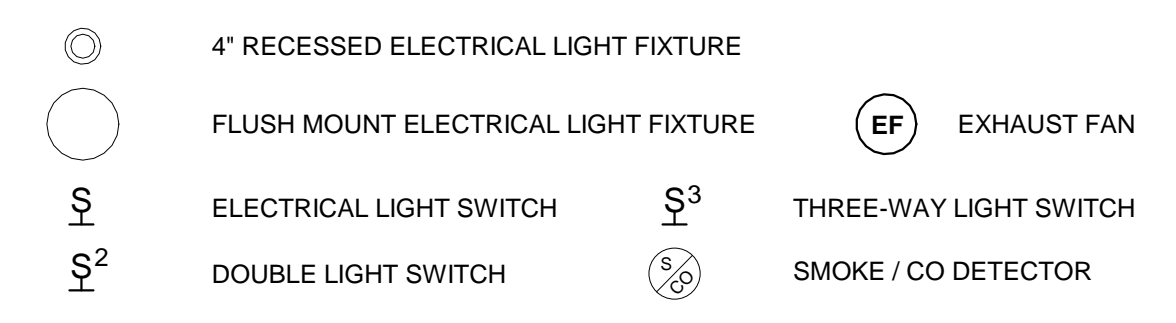 4" RECESSED ELECTRICAL LIGHT FIXTURE
FLUSH MOUNT ELECTRICAL LIGHT FIXTURE
EF EXHAUST FAN
S ELECTRICAL LIGHT SWITCH
S³ THREE-WAY LIGHT SWITCH
S² DOUBLE LIGHT SWITCH
S/CO SMOKE / CO DETECTOR